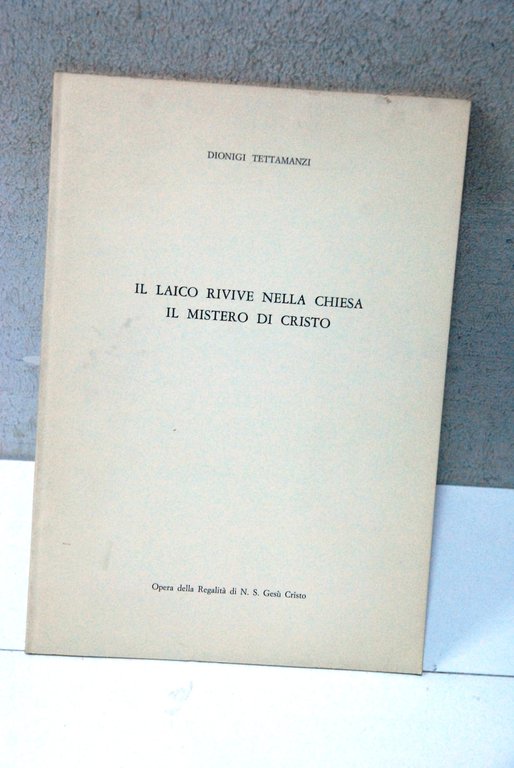 DIONIGI TETTAMANZI
IL LAICO RIVIVE NELLA CHIESA
IL MISTERO DI CRISTO
Opera della Regalità di N. S. Gesù Cristo